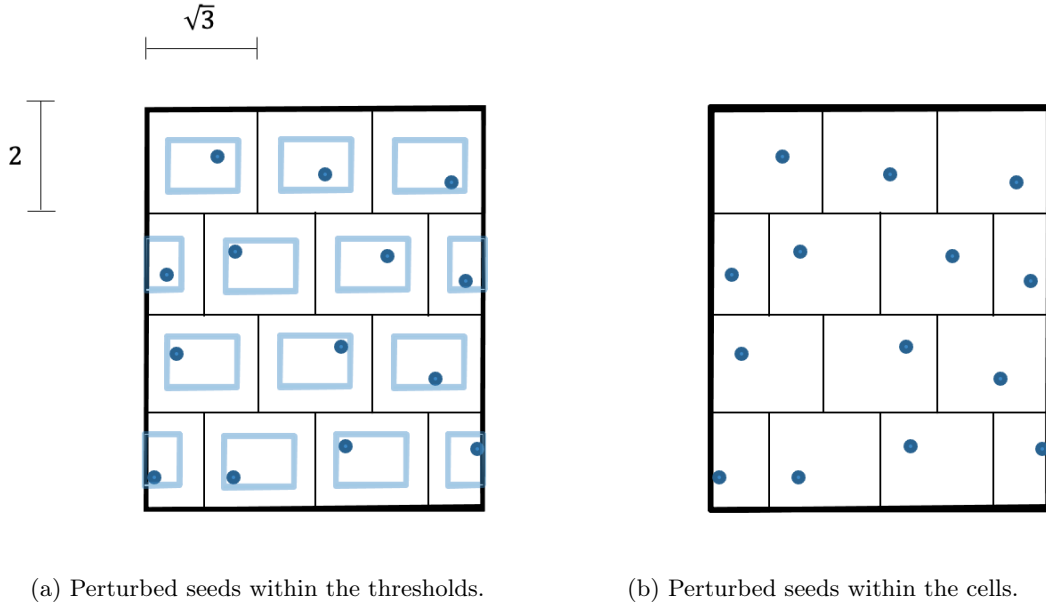 √3
2
(a) Perturbed seeds within the thresholds.
(b) Perturbed seeds within the cells.